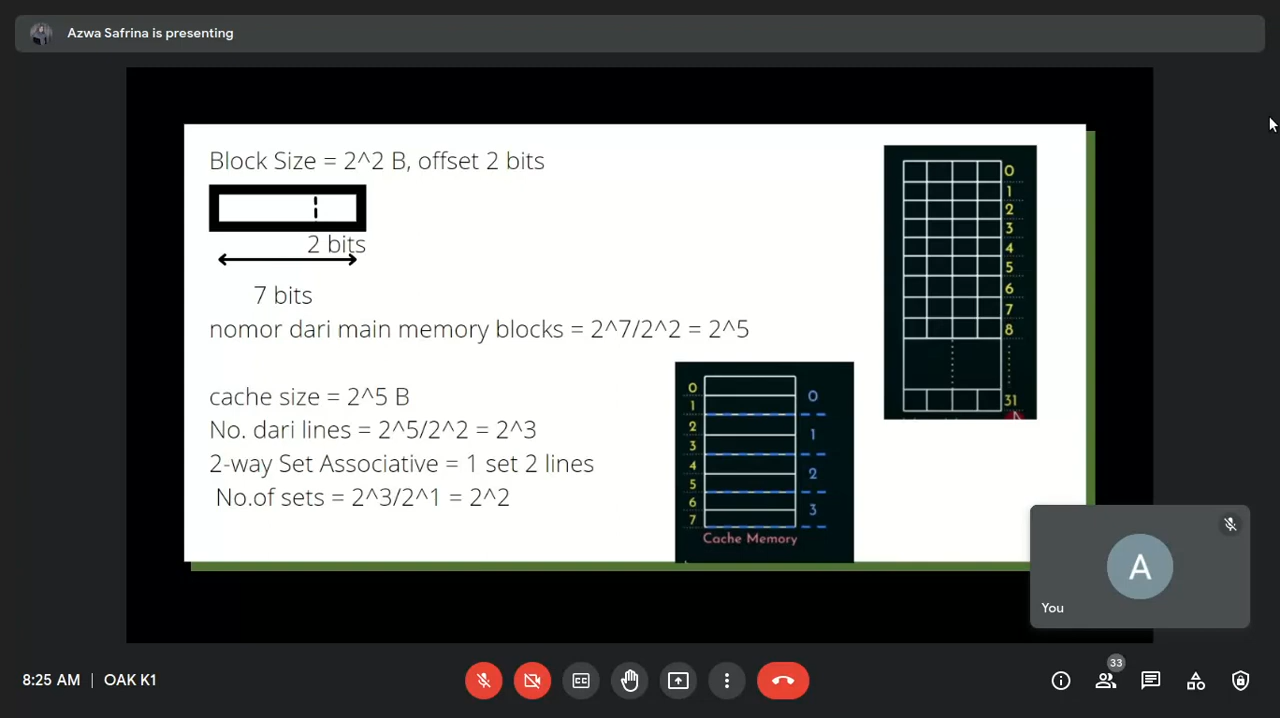 Azwa Safrina is presenting
Block Size = 2^2 B, offset 2 bits
2 bits
7 bits
nomor dari main memory blocks = 2^7/2^2 = 2^5
cache size = 2^5 B
No. dari lines = 2^5/2^2 = 2^3
2-way Set Associative = 1 set 2 lines
No.of sets = 2^3/2^1 = 2^2
0
1
2
3
4
5
6
7
0
1
2
3
Cache Memory
0
1
2
3
4
5
6
7
8
31
A
You
8:25 AM | OAK K1
33